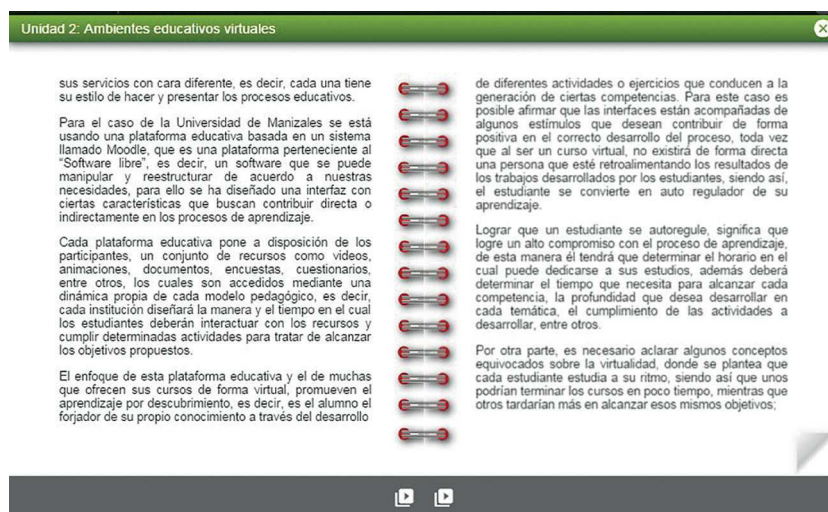 Unidad 2: Ambientes educativos virtuales
sus servicios con cara diferente, es decir, cada una tiene
su estilo de hacer y presentar los procesos educativos.
Para el caso de la Universidad de Manizales se está
usando una plataforma educativa basada en un sistema
llamado Moodle, que es una plataforma perteneciente al
“Software libre”, es decir, un software que se puede
manipular y reestructurar de acuerdo a nuestras
necesidades, para ello se ha diseñado una interfaz con
ciertas características que buscan contribuir directa o
indirectamente en los procesos de aprendizaje.
Cada plataforma educativa pone a disposición de los
participantes, un conjunto de recursos como videos,
animaciones, documentos, encuestas, cuestionarios,
entre otros, los cuales son accedidos mediante una
dinámica propia de cada modelo pedagógico, es decir,
cada institución diseñará la manera y el tiempo en el cual
los estudiantes deberán interactuar con los recursos y
cumplir determinadas actividades para tratar de alcanzar
los objetivos propuestos.
El enfoque de esta plataforma educativa y el de muchas
que ofrecen sus cursos de forma virtual, promueven el
aprendizaje por descubrimiento, es decir, es el alumno el
forjador de su propio conocimiento a través del desarrollo
de diferentes actividades o ejercicios que conducen a la
generación de ciertas competencias. Para este caso es
posible afirmar que las interfaces están acompañadas de
algunos estímulos que desean contribuir de forma
positiva en el correcto desarrollo del proceso, toda vez
que al ser un curso virtual, no existirá de forma directa
una persona que esté retroalimentando los resultados de
los trabajos desarrollados por los estudiantes, siendo así,
el estudiante se convierte en auto regulador de su
aprendizaje.
Lograr que un estudiante se autoregule, significa que
logre un alto compromiso con el proceso de aprendizaje,
de esta manera él tendrá que determinar el horario en el
cual puede dedicarse a sus estudios, además deberá
determinar el tiempo que necesita para alcanzar cada
competencia, la profundidad que desea desarrollar en
cada temática, el cumplimiento de las actividades a
desarrollar, entre otros.
Por otra parte, es necesario aclarar algunos conceptos
equivocados sobre la virtualidad, donde se plantea que
cada estudiante estudia a su ritmo, siendo así que unos
podrían terminar los cursos en poco tiempo, mientras que
otros tardarían más en alcanzar esos mismos objetivos;